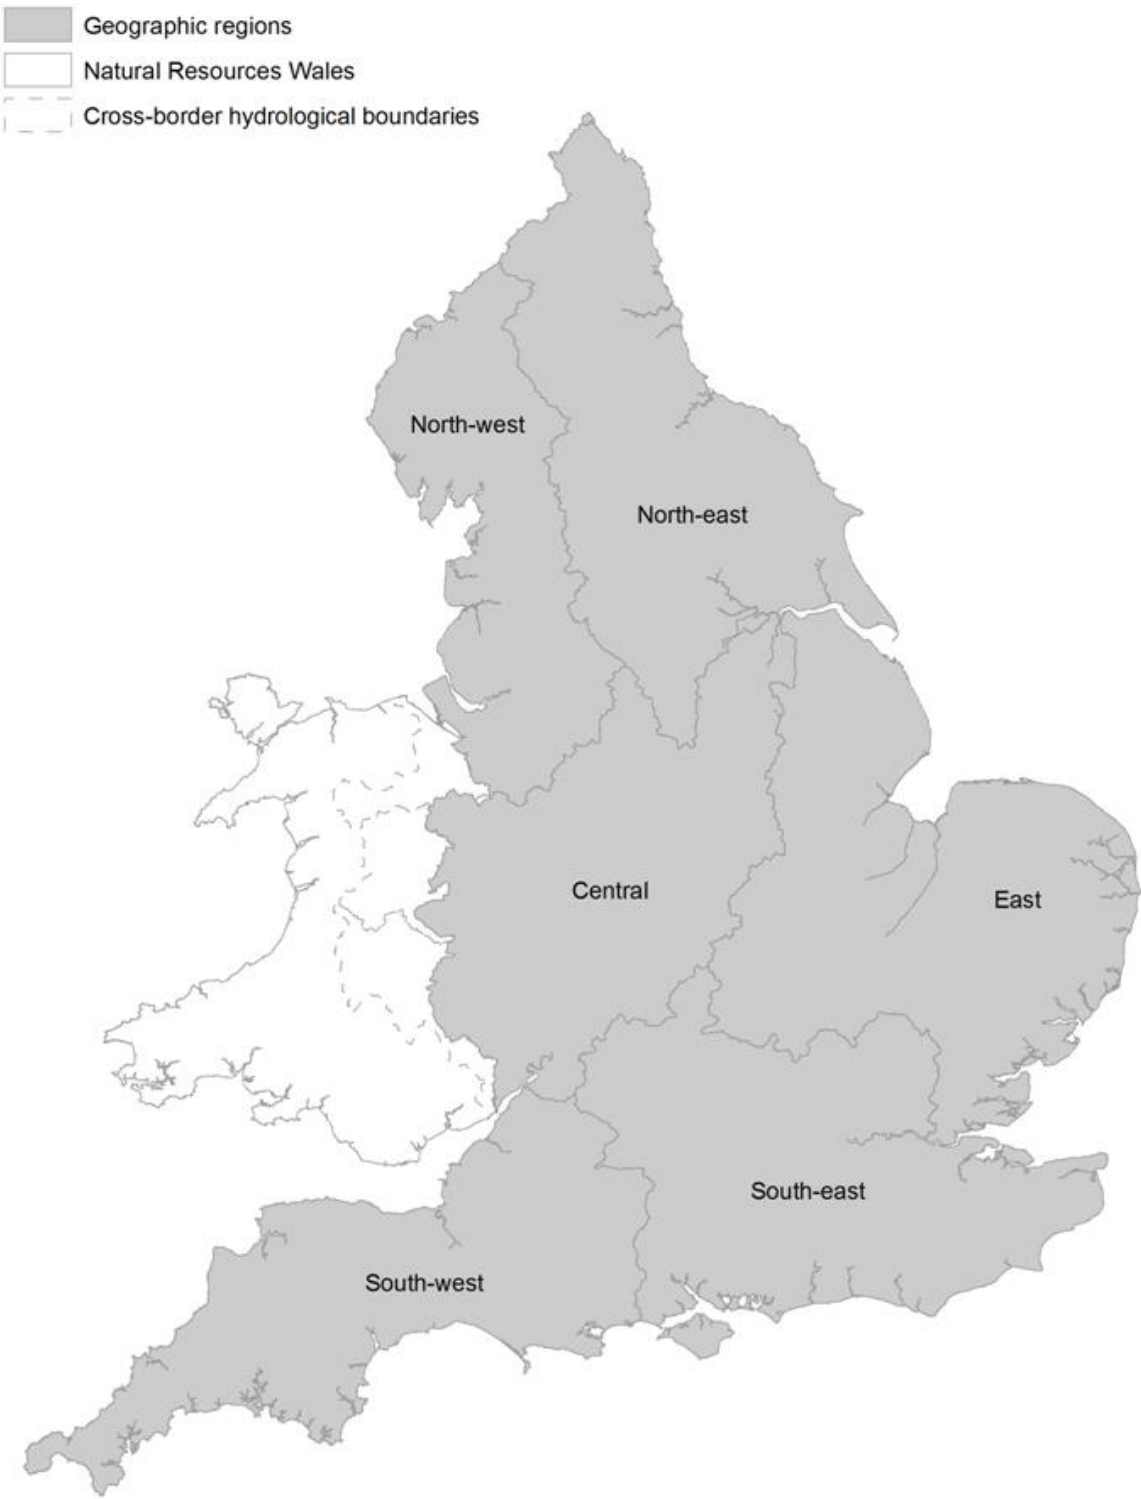 Geographic regions
Natural Resources Wales
Cross-border hydrological boundaries
North-west
North-east
Central
East
South-east
South-west